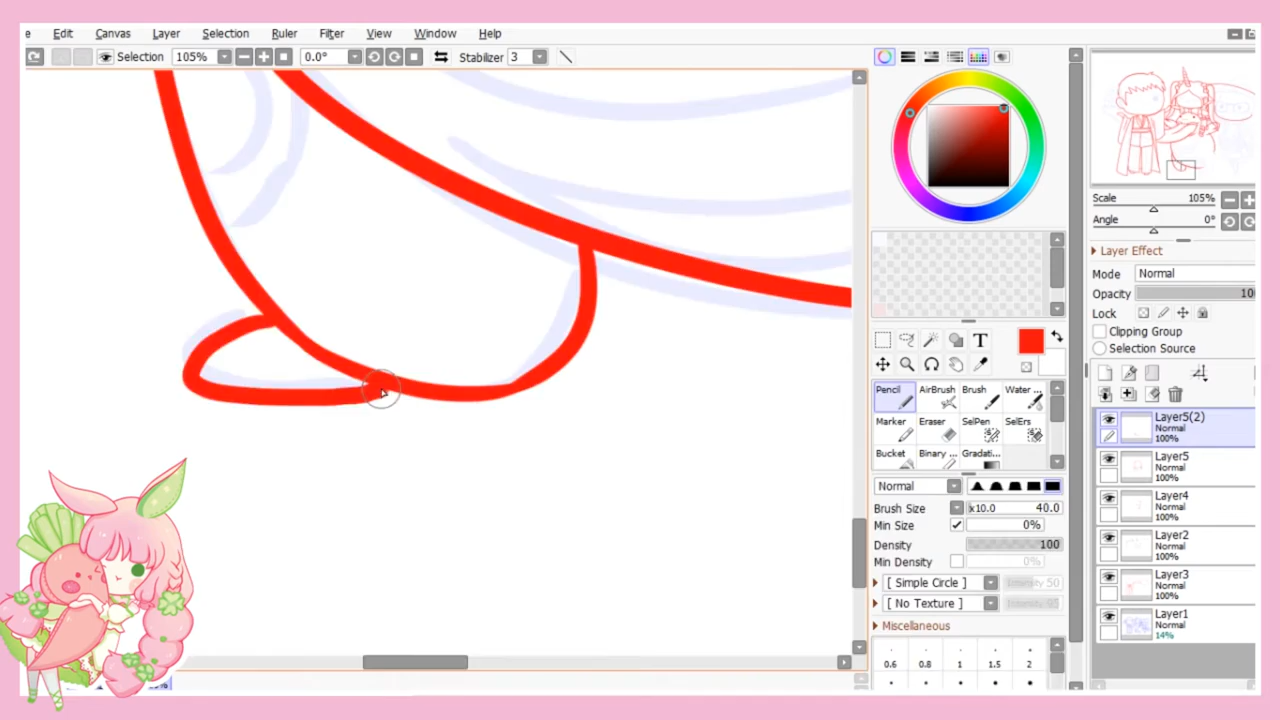 e Edit Canvas Layer Selection Ruler Filter View Window Help
Selection 105% 0.0° Stabilizer 3
Scale 105%
Angle 0°
Layer Effect
Mode Normal
Opacity 10
Lock
Clipping Group
Selection Source
T
Pencil AirBrush Brush Water ...
Marker Eraser SelPen SelErs
Bucket Binary ... Gradati...
Normal
Brush Size x10.0 40.0
Min Size 0%
Density 100
Min Density 0%
[ Simple Circle ] Intensity 50
[ No Texture ] Intensity 95
Miscellaneous
0.6 0.8 1 1.5 2
Layer5(2)
Normal
100%
Layer5
Normal
100%
Layer4
Normal
100%
Layer2
Normal
100%
Layer3
Normal
100%
Layer1
Normal
14%